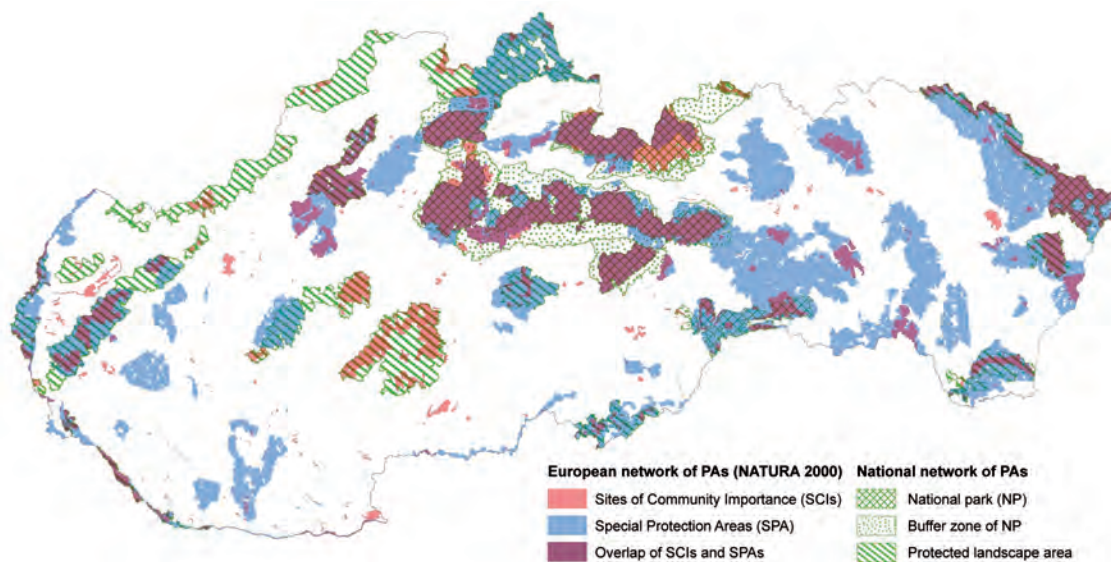 European network of PAs (NATURA 2000)
Sites of Community Importance (SCIs)
Special Protection Areas (SPA)
Overlap of SCIs and SPAs
National network of PAs
National park (NP)
Buffer zone of NP
Protected landscape area